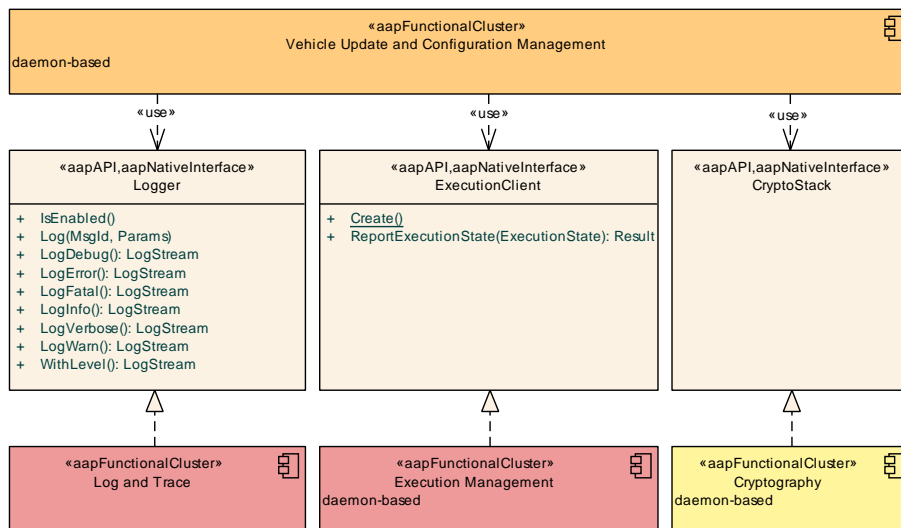 «aapFunctionalCluster»
Vehicle Update and Configuration Management
daemon-based
«use»
«use»
«use»
«aapAPI,aapNativeInterface»
Logger
+ IsEnabled()
+ Log(MsgId, Params)
+ LogDebug(): LogStream
+ LogError(): LogStream
+ LogFatal(): LogStream
+ LogInfo(): LogStream
+ LogVerbose(): LogStream
+ LogWarn(): LogStream
+ WithLevel(): LogStream
«aapAPI,aapNativeInterface»
ExecutionClient
+ Create()
+ ReportExecutionState(ExecutionState): Result
«aapAPI,aapNativeInterface»
CryptoStack
«aapFunctionalCluster»
Log and Trace
«aapFunctionalCluster»
Execution Management
daemon-based
«aapFunctionalCluster»
Cryptography
daemon-based